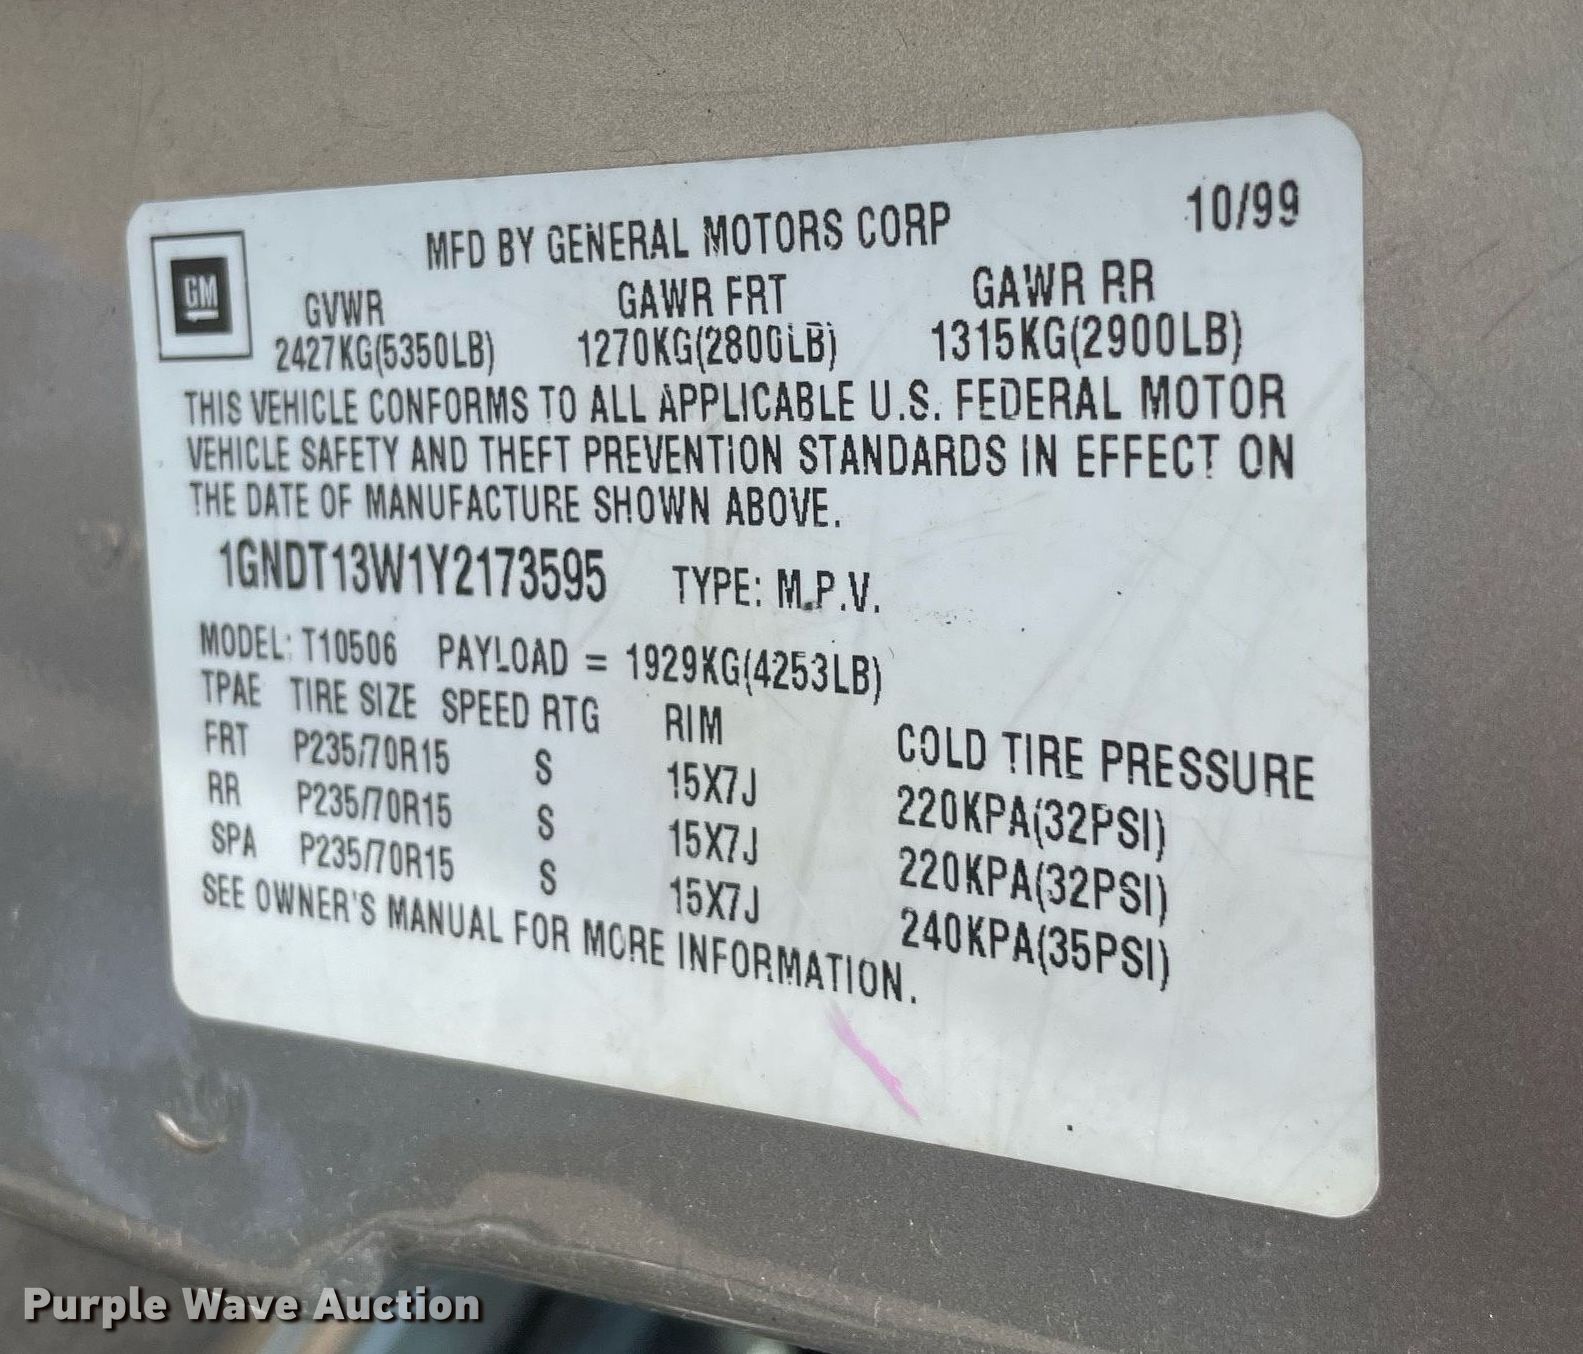 MFD BY GENERAL MOTORS CORP 10/99
GM
GVWR GAWR FRT GAWR RR
2427KG(5350LB) 1270KG(2800LB) 1315KG(2900LB)
THIS VEHICLE CONFORMS TO ALL APPLICABLE U.S. FEDERAL MOTOR
VEHICLE SAFETY AND THEFT PREVENTION STANDARDS IN EFFECT ON
THE DATE OF MANUFACTURE SHOWN ABOVE.
1GNDT13W1Y2173595 TYPE: M.P.V.
MODEL: T10506 PAYLOAD = 1929KG(4253LB)
TPAE TIRE SIZE SPEED RTG RIM COLD TIRE PRESSURE
FRT P235/70R15 S 15X7J 220KPA(32PSI)
RR P235/70R15 S 15X7J 220KPA(32PSI)
SPA P235/70R15 S 15X7J 240KPA(35PSI)
SEE OWNER'S MANUAL FOR MORE INFORMATION.
Purple Wave Auction